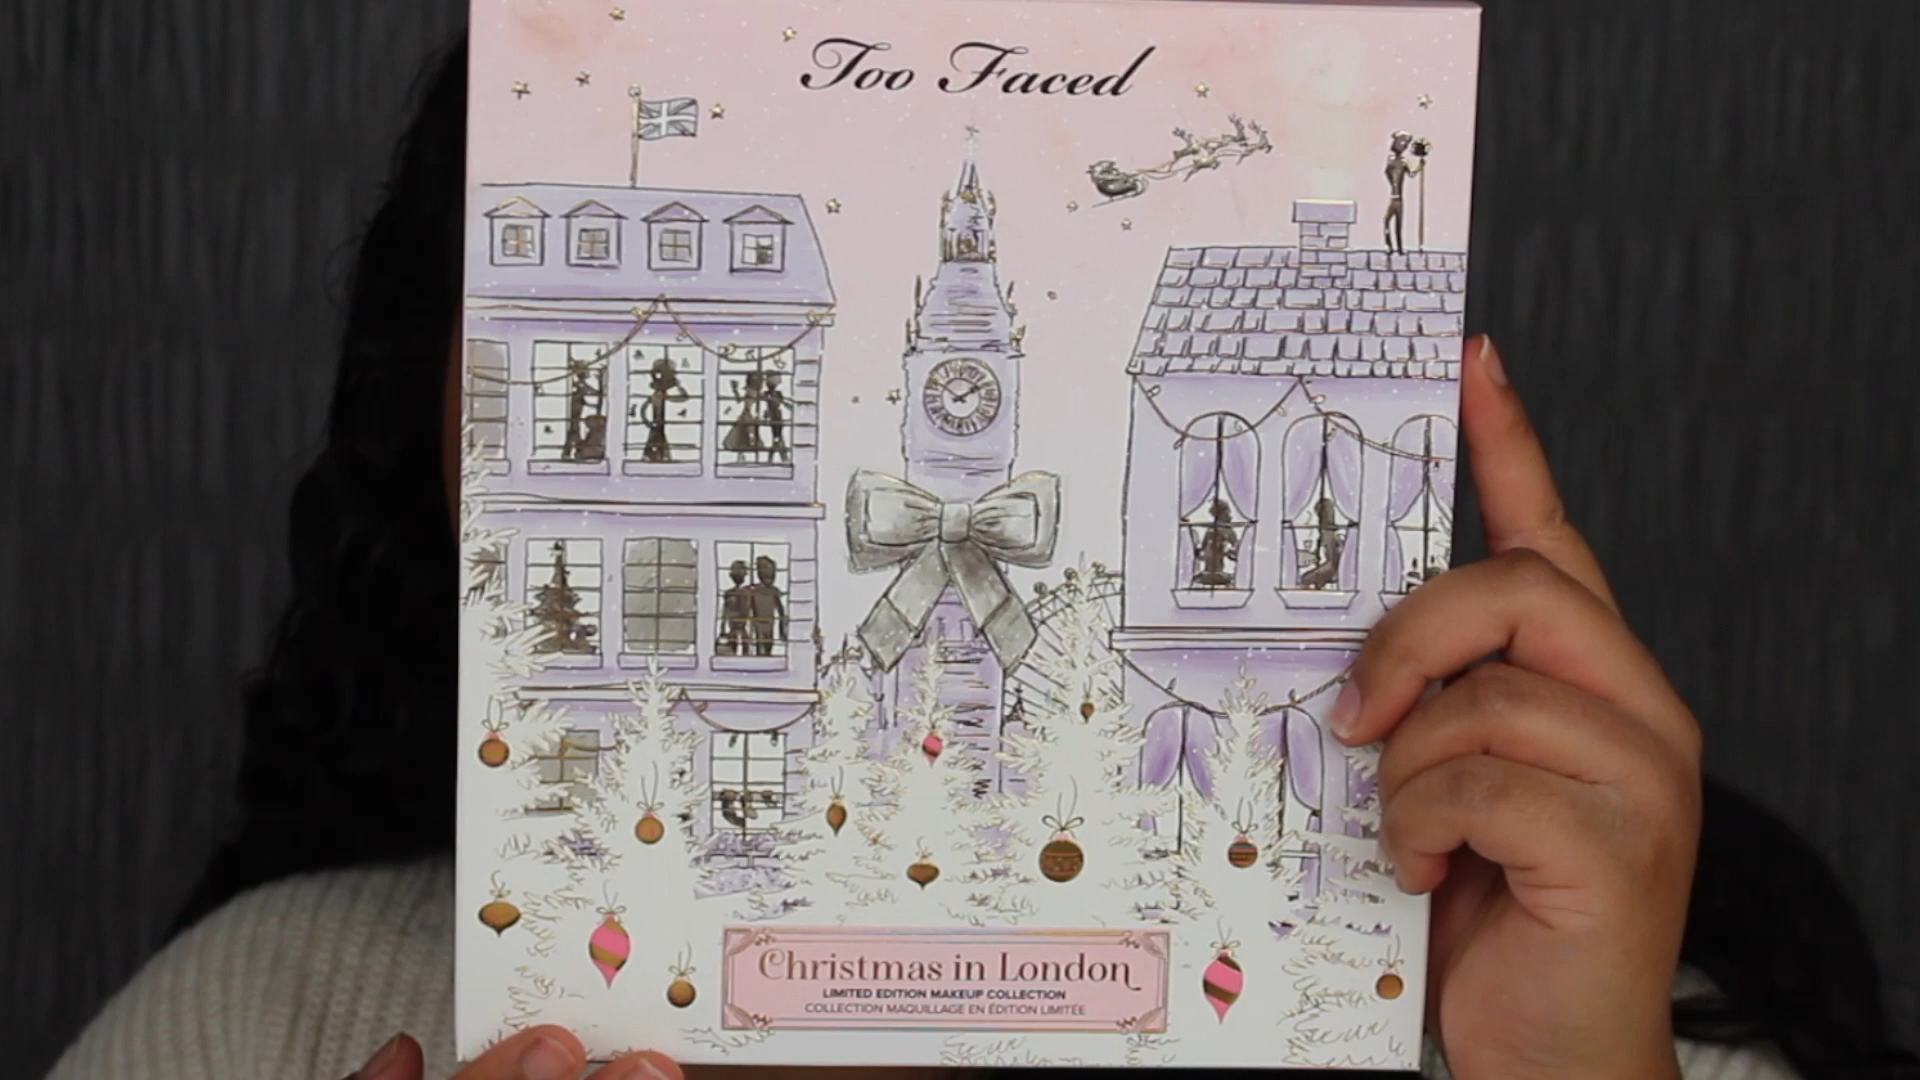 Too Faced
Christmas in London
LIMITED EDITION MAKEUP COLLECTION
COLLECTION MAQUILLAGE EN ÉDITION LIMITÉE